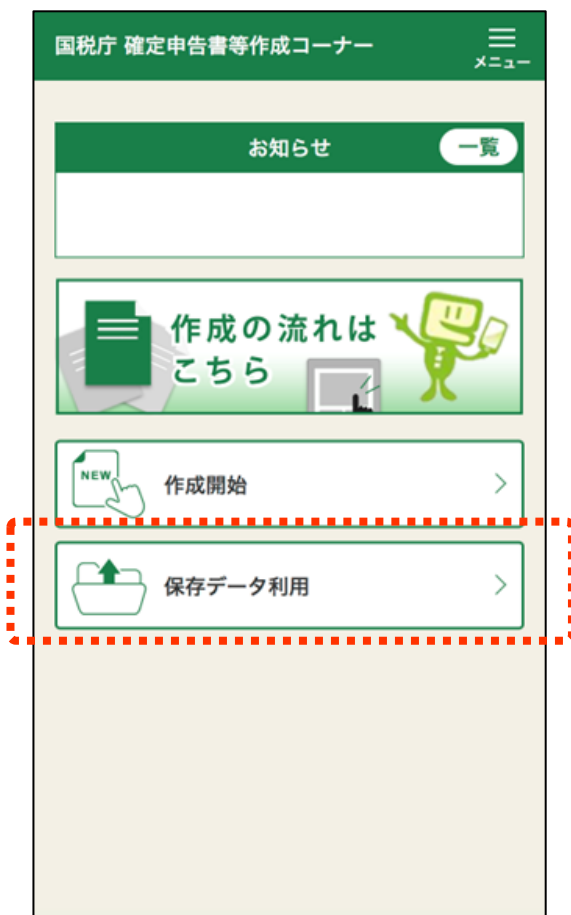 国税庁 確定申告書等作成コーナー
メニュー
お知らせ
一覧
作成の流れは
こちら
NEW
作成開始
保存データ利用